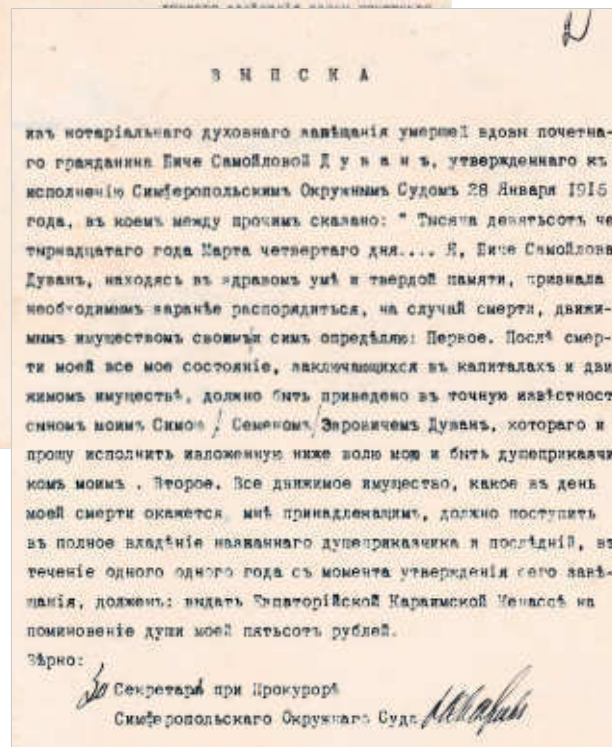 2
ВЫПИСКА
изъ нотаріальнаго духовнаго завѣщанія умершей вдовы почетна-
го гражданина Биче Самойловой Дуванъ, утвержденнаго къ
исполненію Симферопольскимъ Окружнымъ Судомъ 28 Января 1915
года, въ коемъ между прочимъ сказано: " Тысяча девятьсотъ че
тырнадцатаго года Марта четвертаго дня.... Я, Биче Самойлова
Дуванъ, находясь въ здравомъ умѣ и твердой памяти, признала
необходимымъ заранѣе распорядиться, на случай смерти, движи-
мымъ имуществомъ своимъ и симъ опредѣляю: Первое. Послѣ смер-
ти моей все мое состояніе, заключающихся въ капиталахъ и дви
жимомъ имуществѣ, должно быть приведено въ точную извѣстност
сыномъ моимъ Симов / Семеномъ/ Эзровичемъ Дуванъ, котораго и
прошу исполнить изложенную ниже волю мою и быть душеприказчи
комъ моимъ . Второе. Все движимое имущество, какое въ день
моей смерти окажется мнѣ принадлежащимъ, должно поступить
въ полное владѣніе названнаго душеприказчика и послѣдній, въ
теченіе одного одного года съ момента утвержденія сего завѣ-
щанія, долженъ: выдать Евпаторійской Караимской Кенассѣ на
поминовеніе души моей пятьсотъ рублей.
Вѣрно:
За Секретаря при Прокурорѣ
Симферопольскаго Окружнаго Суда